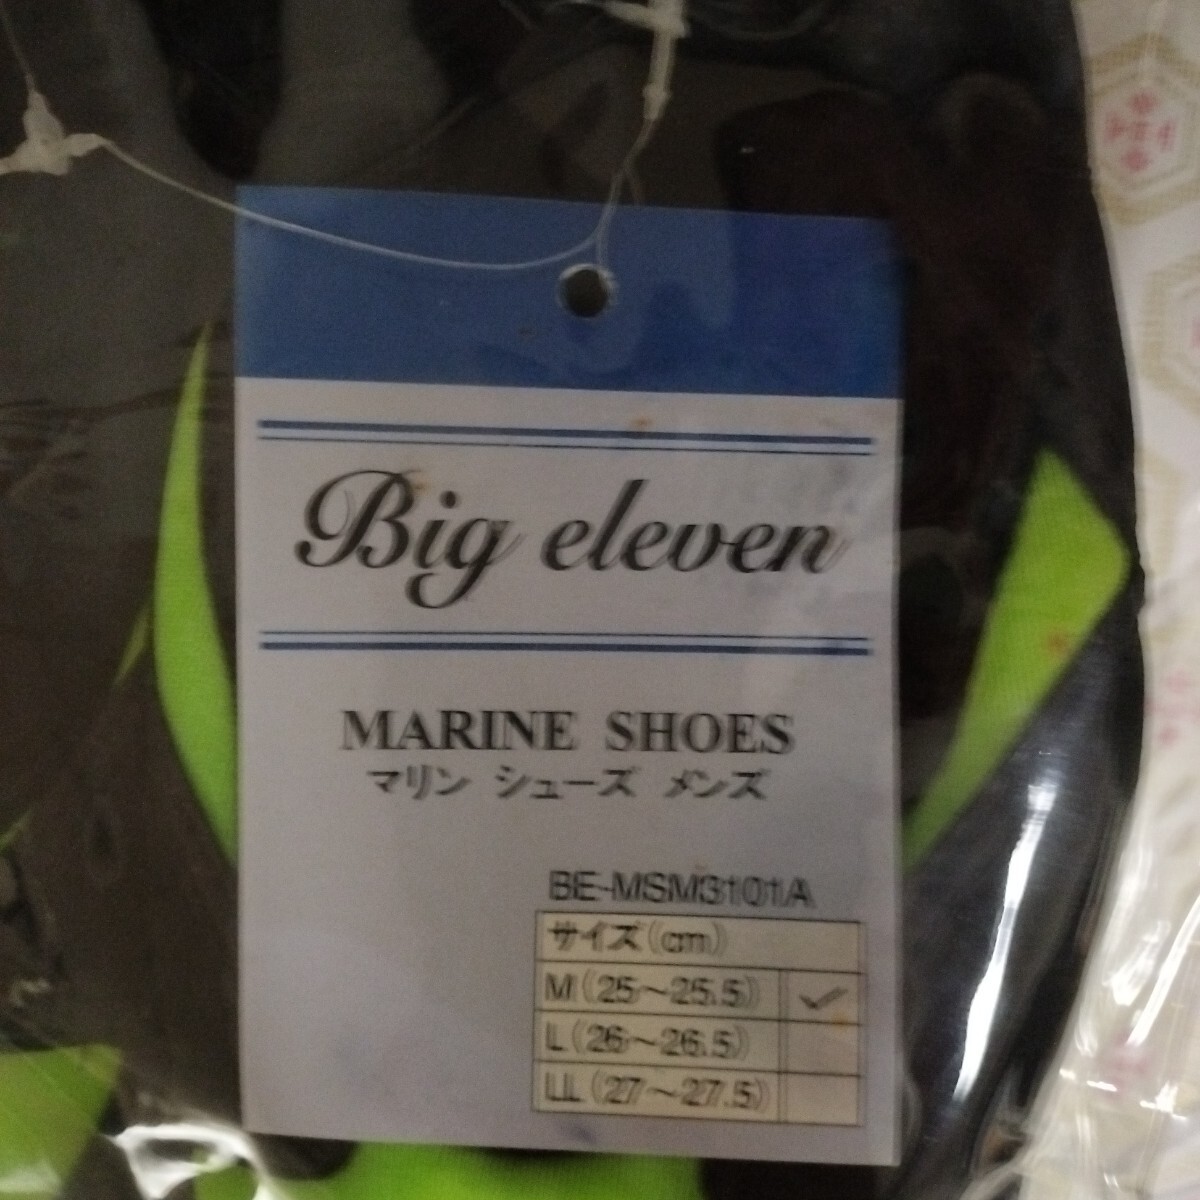 Big eleven
MARINE SHOES
マリン シューズ メンズ
BE-MSM3101A
サイズ(cm)
M(25～25.5) ✓
L(26～26.5)
LL(27～27.5)